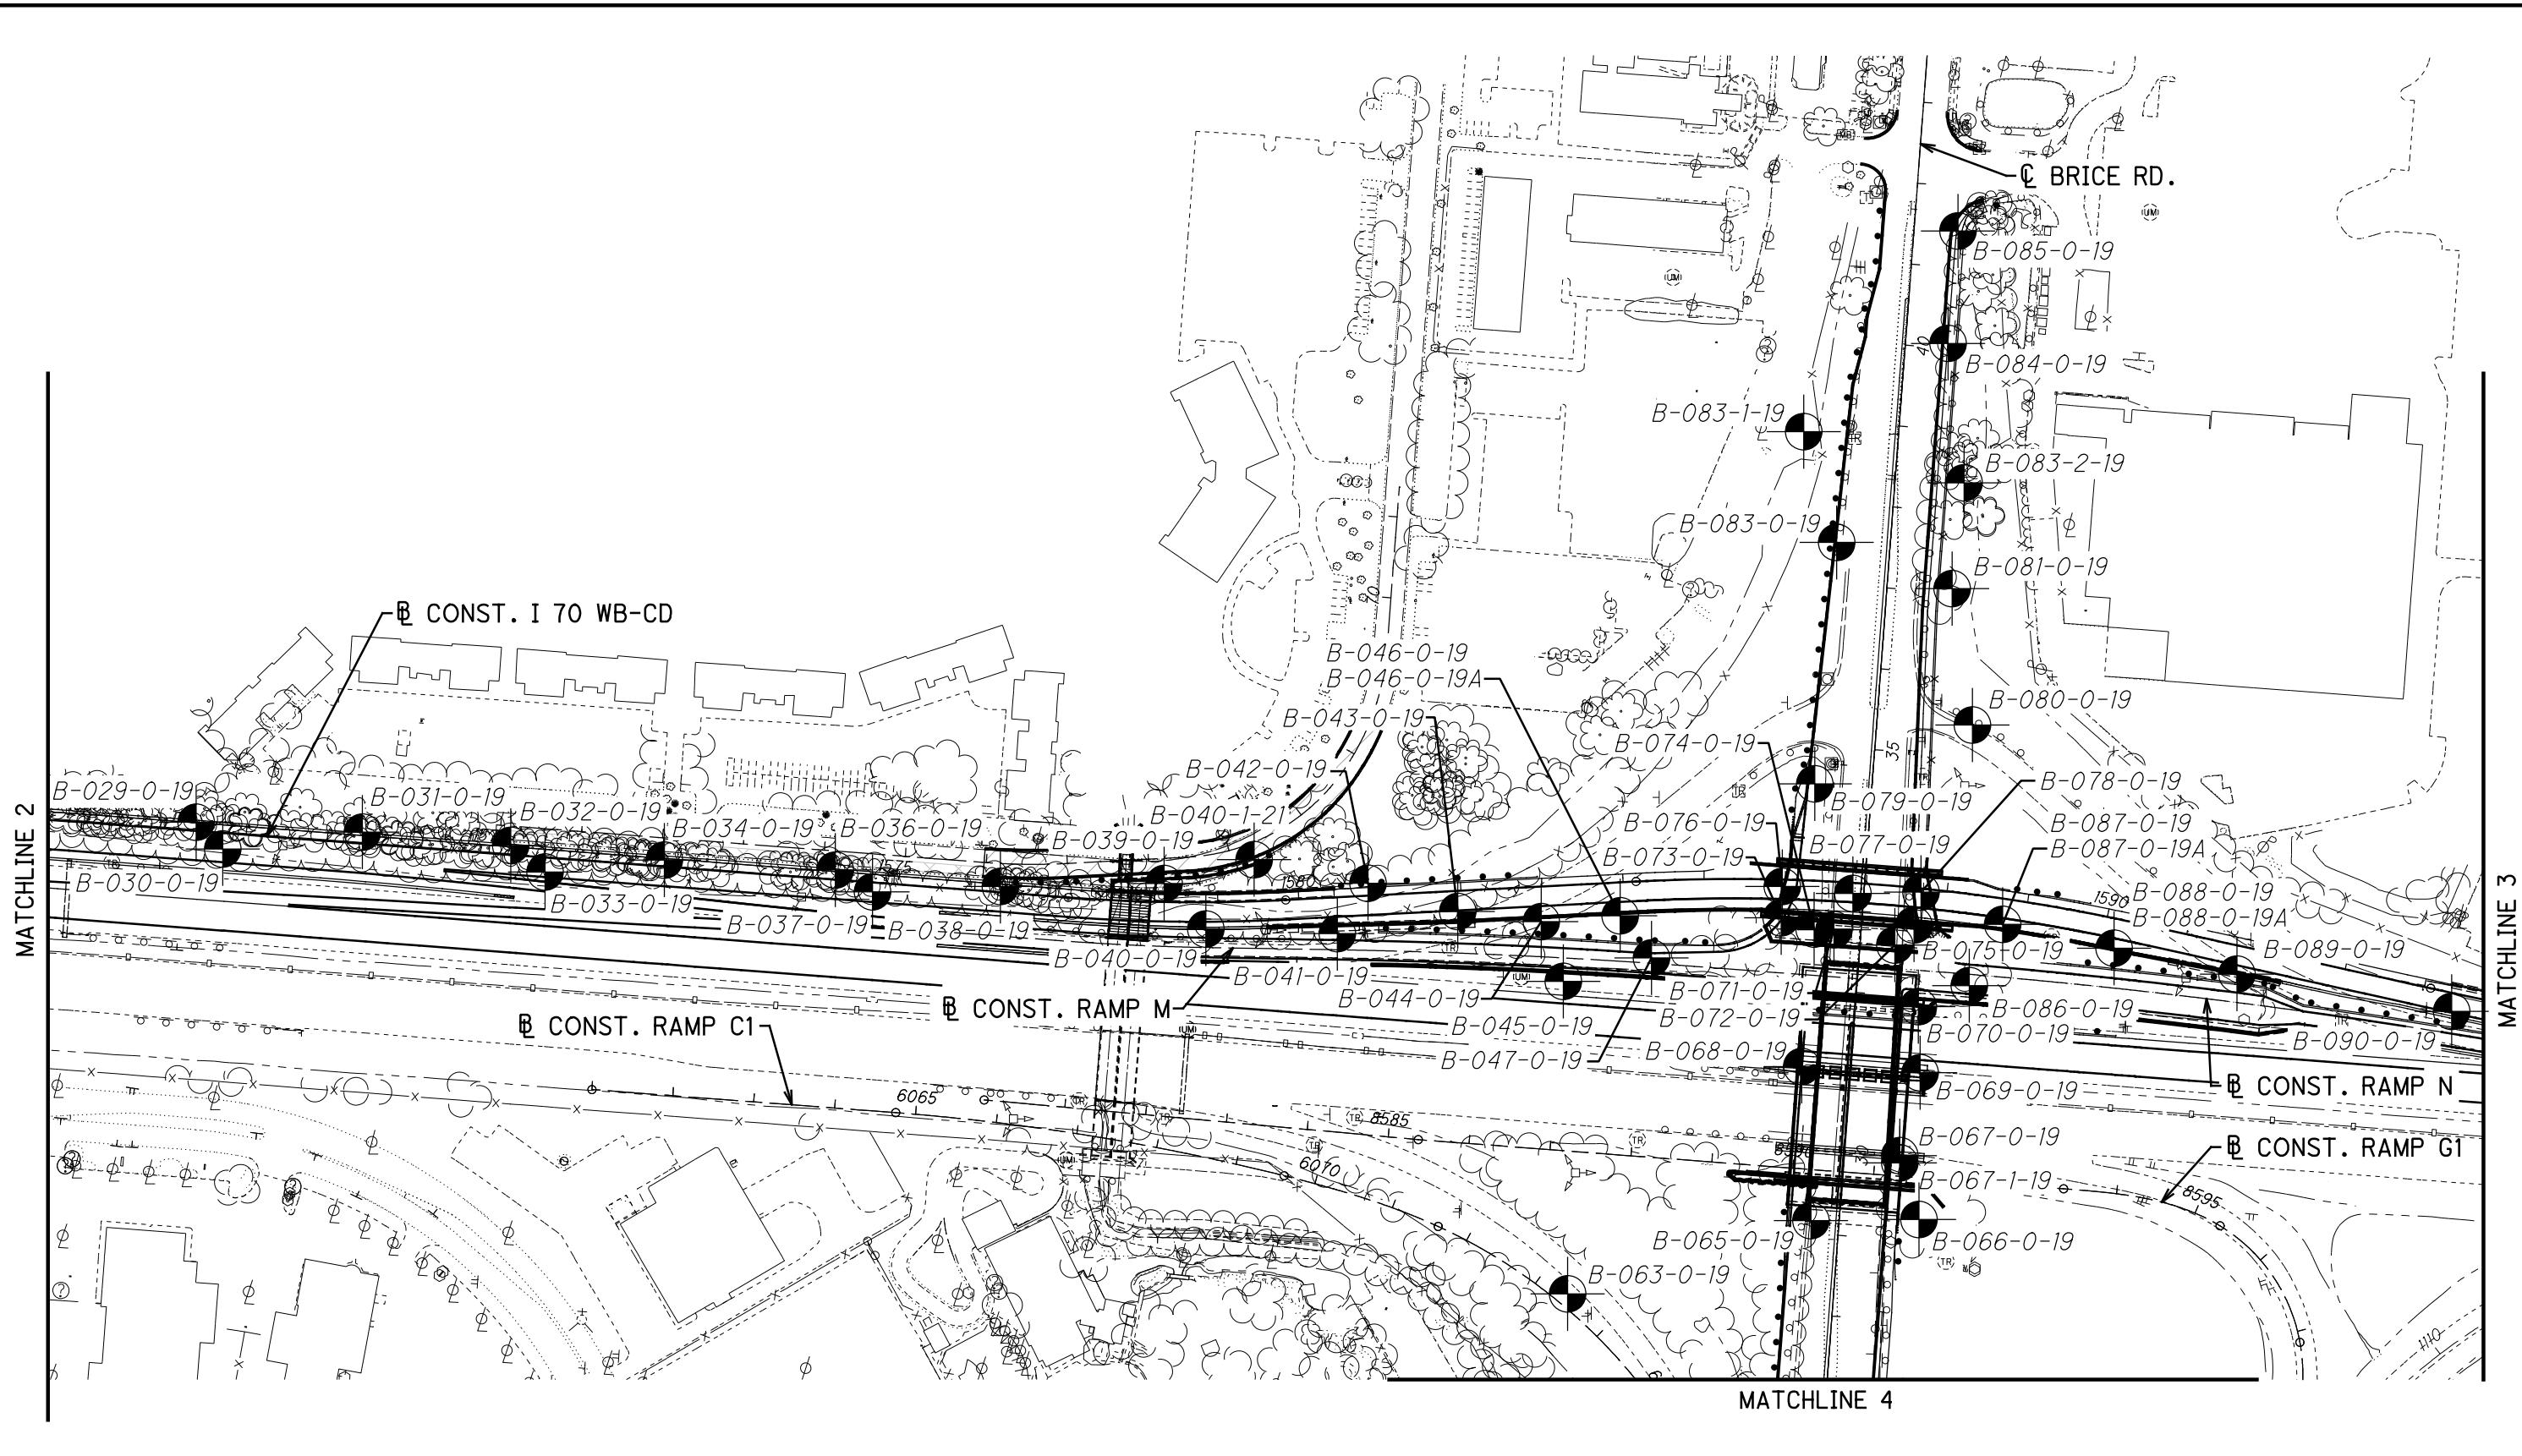 ℄ BRICE RD.
B-085-0-19
40
B-084-0-19
B-083-1-19
B-083-2-19
B-083-0-19
B-081-0-19
70
℄ CONST. I 70 WB-CD
B-046-0-19
B-046-0-19A
B-080-0-19
B-043-0-19
B-074-0-19
35
B-042-0-19
B-078-0-19
B-029-0-19
B-031-0-19
B-032-0-19
B-034-0-19
B-036-0-19
B-040-1-21
B-039-0-19
B-079-0-19
B-076-0-19
B-077-0-19
B-087-0-19
B-087-0-19A
B-073-0-19
MATCHLINE 2
1575
1580
B-030-0-19
B-033-0-19
B-037-0-19
B-038-0-19
1590
B-088-0-19
B-088-0-19A
B-075-0-19
B-089-0-19
MATCHLINE 3
B-040-0-19
B-041-0-19
B-044-0-19
B-071-0-19
B-086-0-19
B-045-0-19
B-072-0-19
B-070-0-19
B-090-0-19
B-047-0-19
B-068-0-19
B-069-0-19
℄ CONST. RAMP M
℄ CONST. RAMP C1
℄ CONST. RAMP N
6065
8585
6070
30
B-067-0-19
℄ CONST. RAMP G1
B-067-1-19
8595
B-065-0-19
B-066-0-19
B-063-0-19
MATCHLINE 4